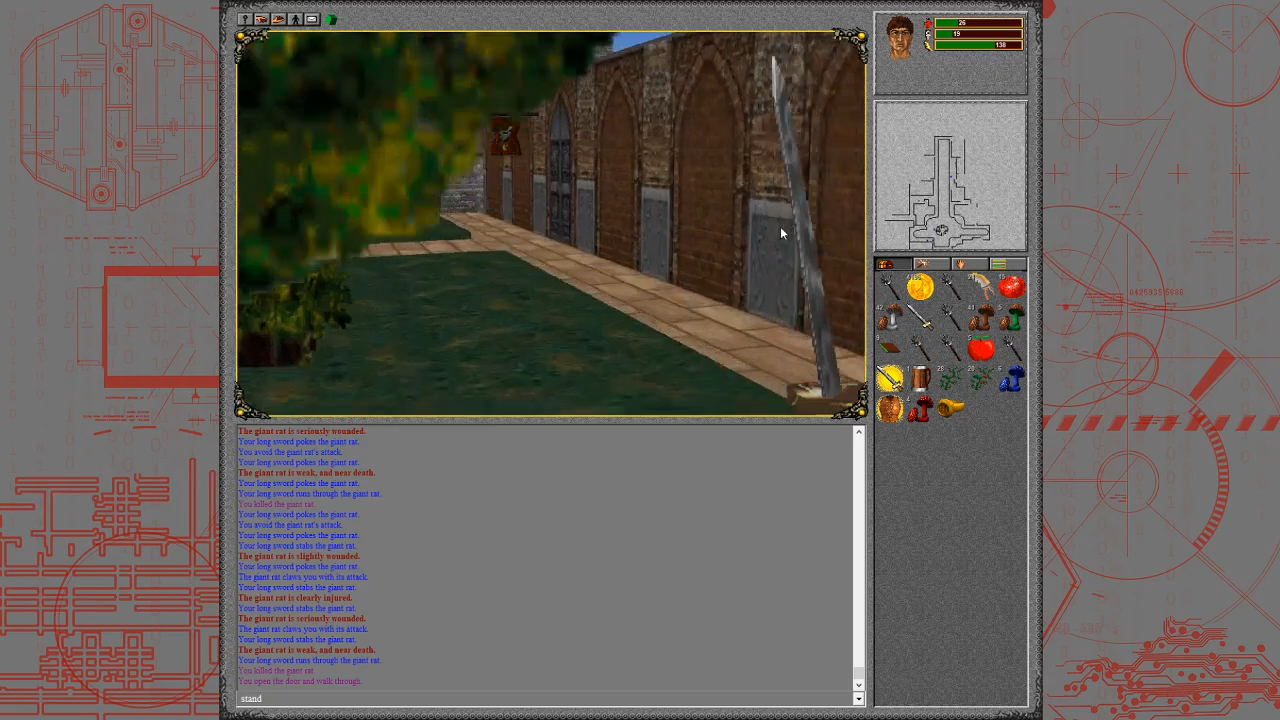 26
19
138
The giant rat is seriously wounded.
Your long sword pokes the giant rat.
You avoid the giant rat's attack.
Your long sword pokes the giant rat.
The giant rat is weak, and near death.
Your long sword pokes the giant rat.
Your long sword runs through the giant rat.
You killed the giant rat.
Your long sword pokes the giant rat.
You avoid the giant rat's attack.
Your long sword pokes the giant rat.
Your long sword stabs the giant rat.
The giant rat is slightly wounded.
Your long sword pokes the giant rat.
The giant rat claws you with its attack.
Your long sword stabs the giant rat.
The giant rat is clearly injured.
Your long sword stabs the giant rat.
The giant rat is seriously wounded.
The giant rat claws you with its attack.
Your long sword stabs the giant rat.
The giant rat is weak, and near death.
Your long sword runs through the giant rat.
You killed the giant rat.
You open the door and walk through.
stand